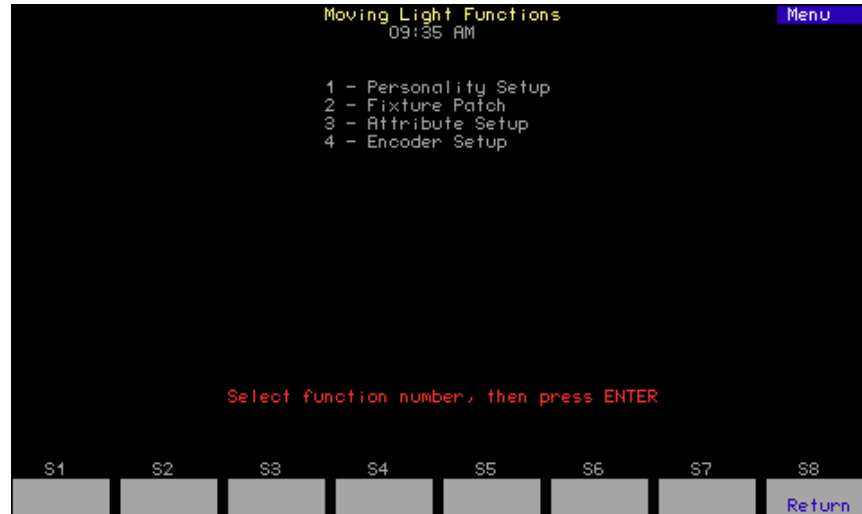 Moving Light Functions
Menu
09:35 AM
1 - Personality Setup
2 - Fixture Patch
3 - Attribute Setup
4 - Encoder Setup
Select function number, then press ENTER
S1 S2 S3 S4 S5 S6 S7 S8
Return